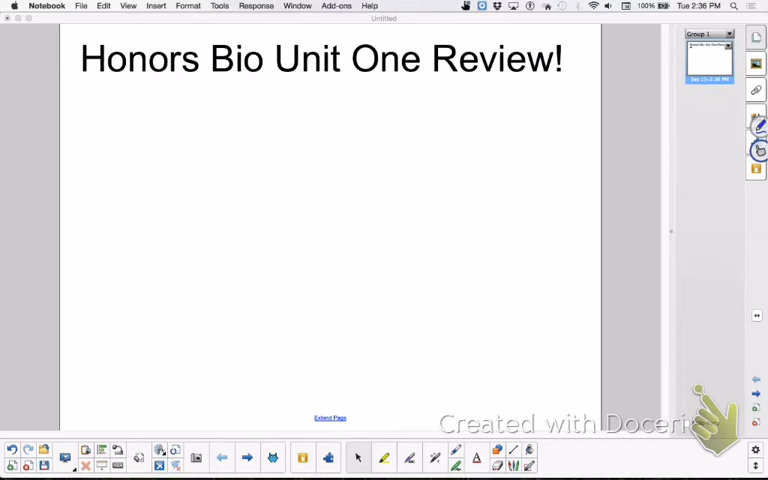 Notebook File Edit View Insert Format Tools Response Window Add-ons Help 100% Tue 2:36 PM
Untitled
Group 1
Honors Bio Unit One Review!
Extend Page
Created with Doceri